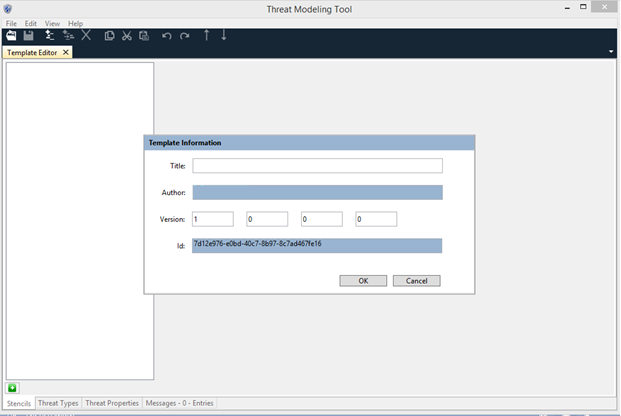 Threat Modeling Tool
File Edit View Help
Template Editor
Template Information
Title:
Author:
Version: 1 0 0 0
Id: 7d12e976-e0bd-40c7-8b97-8c7ad467fe16
OK Cancel
Stencils Threat Types Threat Properties Messages - 0 - Entries